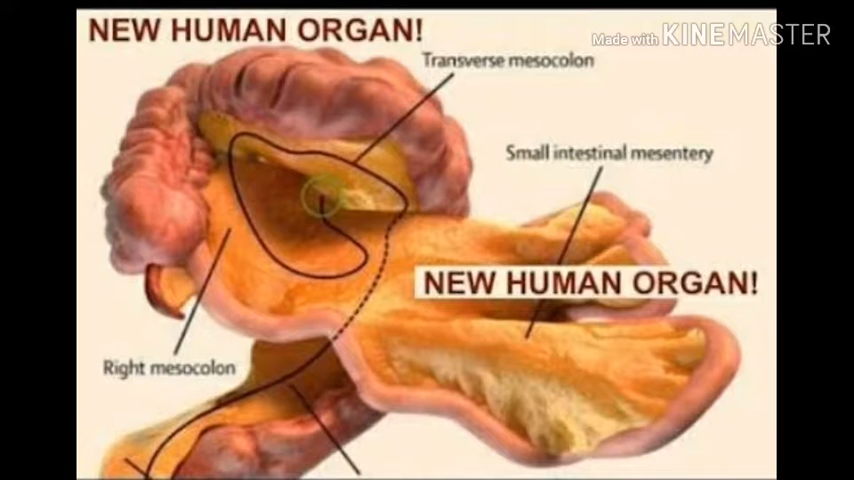 NEW HUMAN ORGAN!
Made with KINEMASTER
Transverse mesocolon
Small intestinal mesentery
NEW HUMAN ORGAN!
Right mesocolon